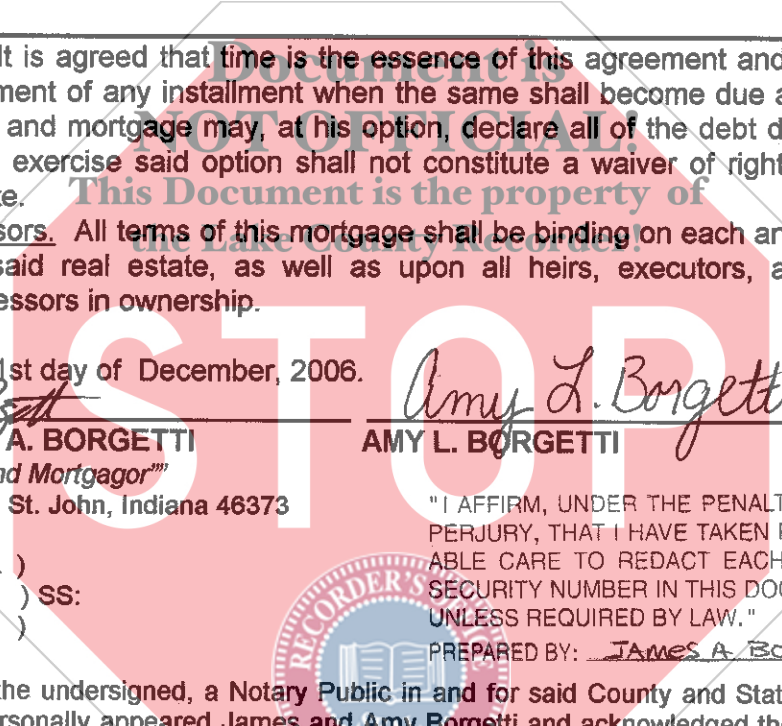 It is agreed that time is the essence of this agreement and
Document is
ment of any installment when the same shall become due a
and mortgage may, at his option, declare all of the debt d
NOT OFFICIAL!
exercise said option shall not constitute a waiver of right
This Document is the property of
te.
sors. All terms of this mortgage shall be binding on each an
the Lake County Recorder!
said real estate, as well as upon all heirs, executors, a
essors in ownership.
STOP
1st day of December, 2006.
Amy L. Borgetti
A. BORGETTI
AMY L. BORGETTI
nd Mortgagor""
St. John, Indiana 46373
"I AFFIRM, UNDER THE PENALT
PERJURY, THAT I HAVE TAKEN R
ABLE CARE TO REDACT EACH
SECURITY NUMBER IN THIS DOC
UNLESS REQUIRED BY LAW."
)
) SS:
)
RECORDER'S OFFICE
PREPARED BY: JAMES A Bo
the undersigned, a Notary Public in and for said County and Stat
ersonally appeared James and Amy Borgetti and acknowledged th